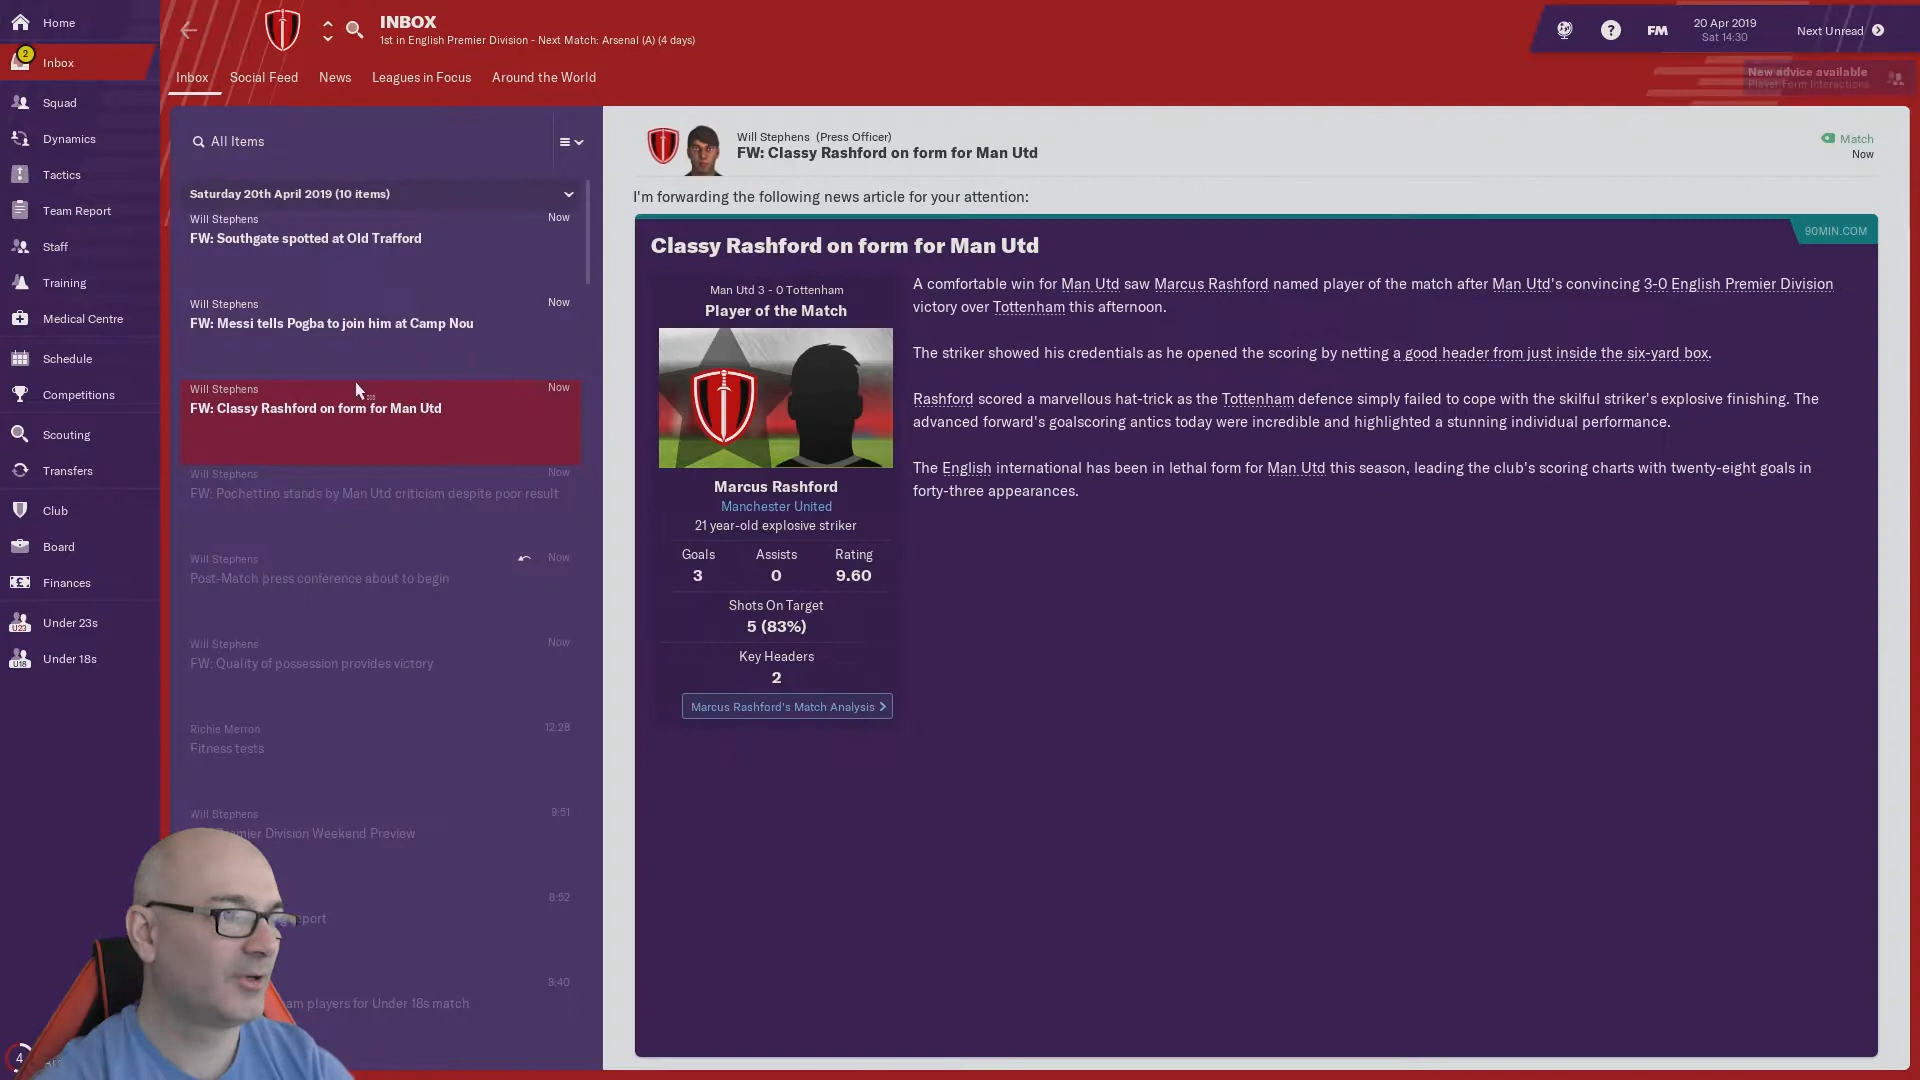 Home
2
Inbox
Squad
Dynamics
Tactics
Team Report
Staff
Training
Medical Centre
Schedule
Competitions
Scouting
Transfers
Club
Board
Finances
U23
Under 23s
U18
Under 18s
4
INBOX
1st in English Premier Division - Next Match: Arsenal (A) (4 days)
FM
20 Apr 2019
Sat 14:30
Next Unread
Inbox
Social Feed
News
Leagues in Focus
Around the World
New advice available
Player Form Interactions
All Items
Saturday 20th April 2019 (10 items)
Will Stephens Now
FW: Southgate spotted at Old Trafford
Will Stephens Now
FW: Messi tells Pogba to join him at Camp Nou
Will Stephens Now
FW: Classy Rashford on form for Man Utd
Will Stephens Now
FW: Pochettino stands by Man Utd criticism despite poor result
Will Stephens Now
Post-Match press conference about to begin
Will Stephens Now
FW: Quality of possession provides victory
Richie Merron 12:28
Fitness tests
Will Stephens 9:51
Premier Division Weekend Preview
8:52
3:40
players for Under 18s match
Will Stephens (Press Officer)
FW: Classy Rashford on form for Man Utd
Match
Now
I'm forwarding the following news article for your attention:
Classy Rashford on form for Man Utd
90MIN.COM
Man Utd 3 - 0 Tottenham
Player of the Match
Marcus Rashford
Manchester United
21 year-old explosive striker
Goals Assists Rating
3 0 9.60
Shots On Target
5 (83%)
Key Headers
2
Marcus Rashford's Match Analysis
A comfortable win for Man Utd saw Marcus Rashford named player of the match after Man Utd's convincing 3-0 English Premier Division
victory over Tottenham this afternoon.
The striker showed his credentials as he opened the scoring by netting a good header from just inside the six-yard box.
Rashford scored a marvellous hat-trick as the Tottenham defence simply failed to cope with the skilful striker's explosive finishing. The
advanced forward's goalscoring antics today were incredible and highlighted a stunning individual performance.
The English international has been in lethal form for Man Utd this season, leading the club's scoring charts with twenty-eight goals in
forty-three appearances.